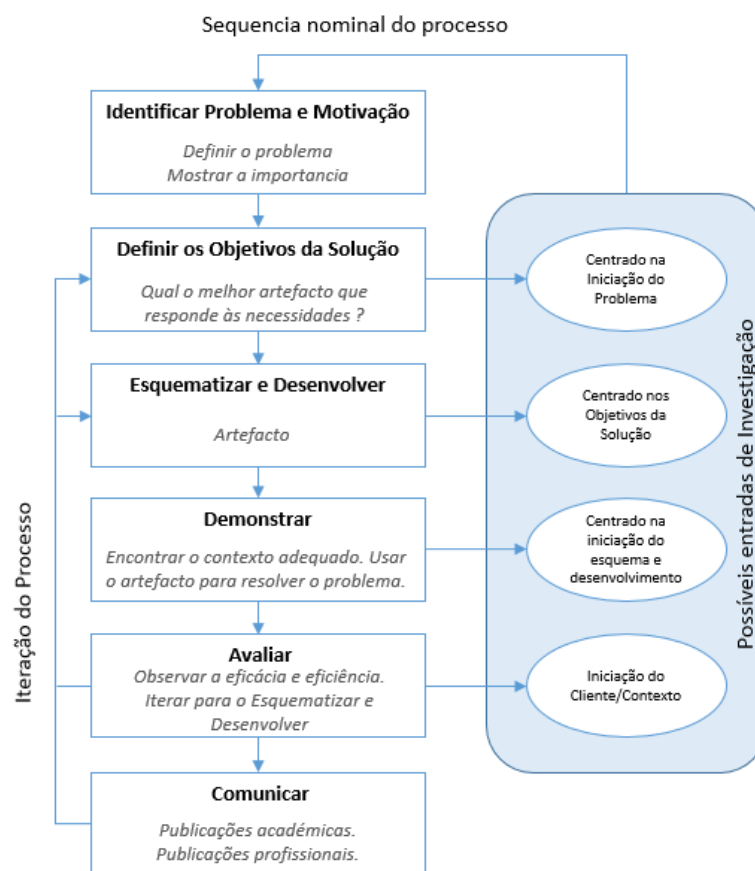 Sequencia nominal do processo
Identificar Problema e Motivação
Definir o problema
Mostrar a importancia
Definir os Objetivos da Solução
Qual o melhor artefacto que
responde às necessidades ?
Esquematizar e Desenvolver
Artefacto
Demonstrar
Encontrar o contexto adequado. Usar
o artefacto para resolver o problema.
Avaliar
Observar a eficácia e eficiência.
Iterar para o Esquematizar e
Desenvolver
Comunicar
Publicações académicas.
Publicações profissionais.
Iteração do Processo
Centrado na
Iniciação do
Problema
Centrado nos
Objetivos da
Solução
Centrado na
iniciação do
esquema e
desenvolvimento
Iniciação do
Cliente/Contexto
Possíveis entradas de Investigação